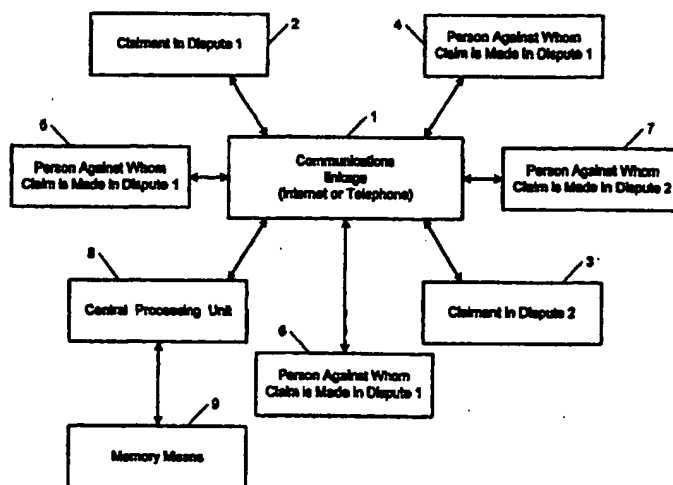 2
Claimant in Dispute 1
4
Person Against Whom
Claim is Made in Dispute 1
1
Communications
linkage
(Internet or Telephone)
5
Person Against Whom
Claim is Made in Dispute 1
7
Person Against Whom
Claim is Made in Dispute 2
8
Central Processing Unit
3
Claimant in Dispute 2
6
Person Against Whom
Claim is Made in Dispute 1
9
Memory Means